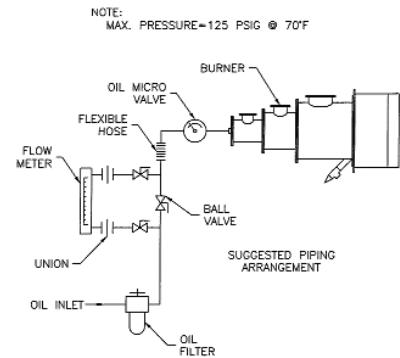 NOTE:
MAX. PRESSURE=125 PSIG @ 70°F
BURNER
OIL MICRO
VALVE
FLEXIBLE
HOSE
FLOW
METER
BALL
VALVE
UNION
SUGGESTED PIPING
ARRANGEMENT
OIL INLET
OIL
FILTER